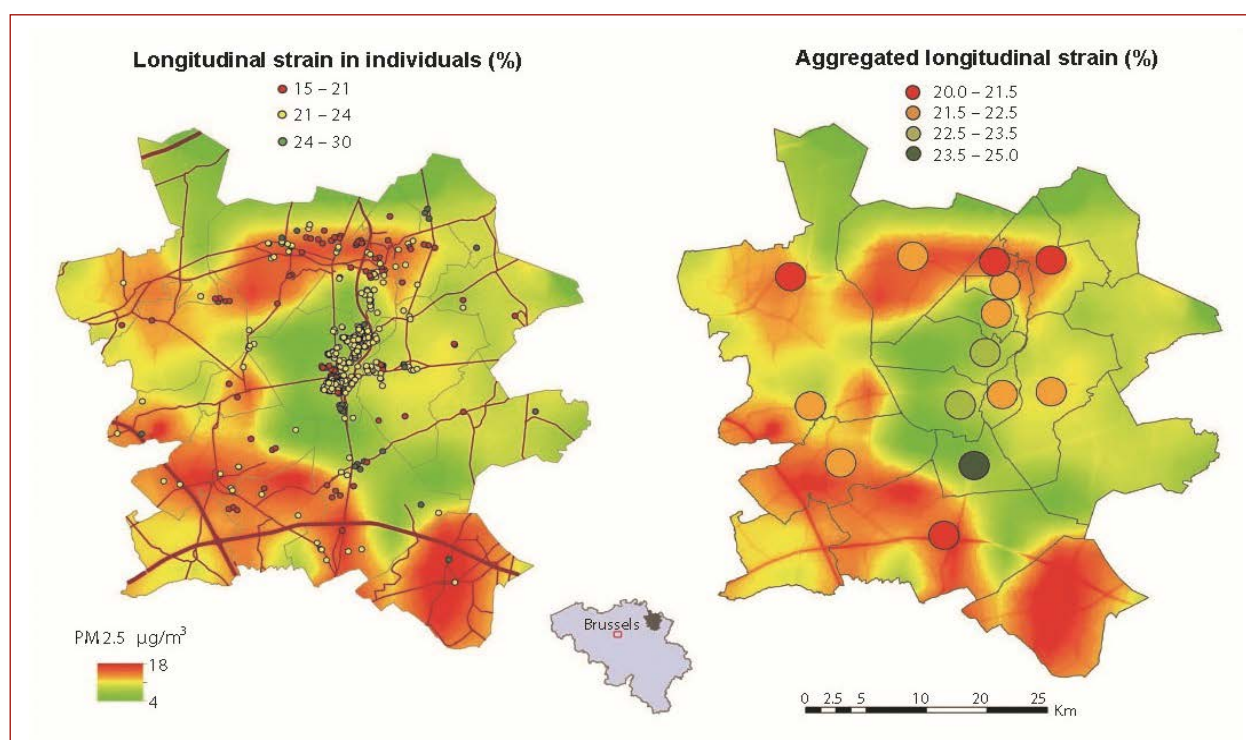 Longitudinal strain in individuals (%)
15 – 21
21 – 24
24 – 30
Aggregated longitudinal strain (%)
20.0 – 21.5
21.5 – 22.5
22.5 – 23.5
23.5 – 25.0
PM 2.5 µg/m³
18
4
Brussels
0 2.5 5 10 20 25
Km